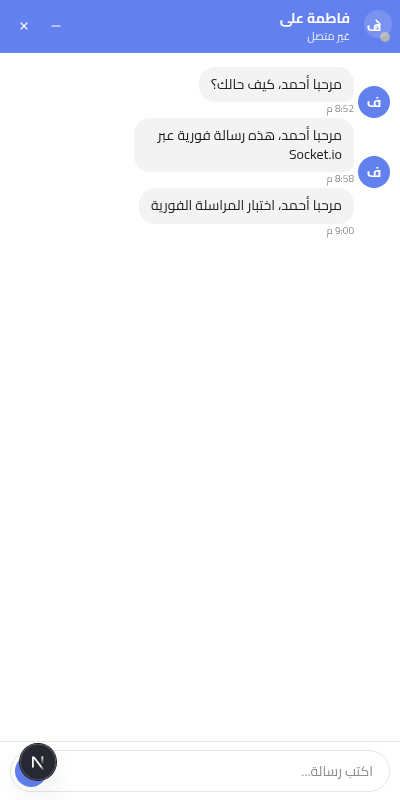 ف
فاطمة على
غير متصل
مرحبا أحمد، كيف حالك؟
8:52 م
ف
مرحبا أحمد، هذه رسالة فورية عبر
Socket.io
8:58 م
ف
مرحبا أحمد، اختبار المراسلة الفورية
9:00 م
اكتب رسالة...
N